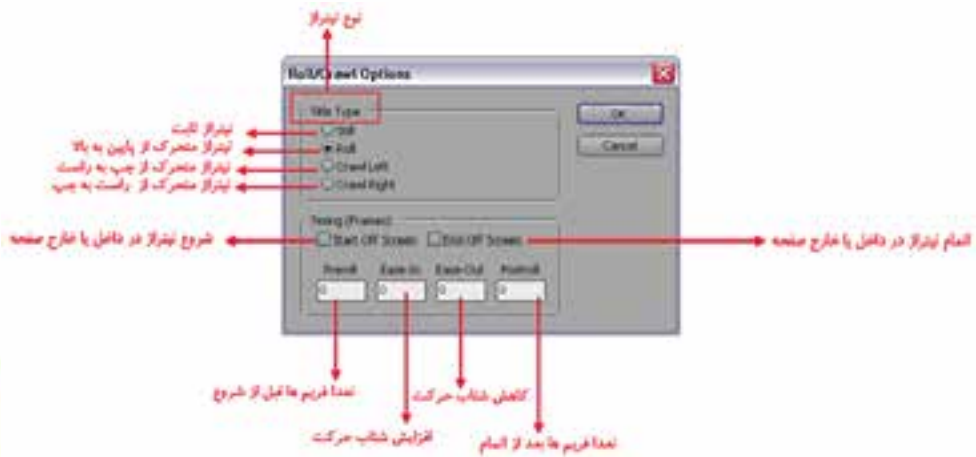 نوع تیتراژ
Roll/Crawl Options
Title Type
تیتراژ ثابت
Still
تیتراژ متحرک از پایین به بالا
Roll
تیتراژ متحرک از چپ به راست
Crawl Left
تیتراژ متحرک از راست به چپ
Crawl Right
OK
Cancel
Timing (Frames)
شروع تیتراژ در داخل یا خارج صفحه
Start Off Screen
End Off Screen
اتمام تیتراژ در داخل یا خارج صفحه
Preroll
Ease-In
Ease-Out
Postroll
0
0
0
0
تعدا فریم ها قبل از شروع
کاهش شتاب حرکت
افزایش شتاب حرکت
تعدا فریم ها بعد از اتمام